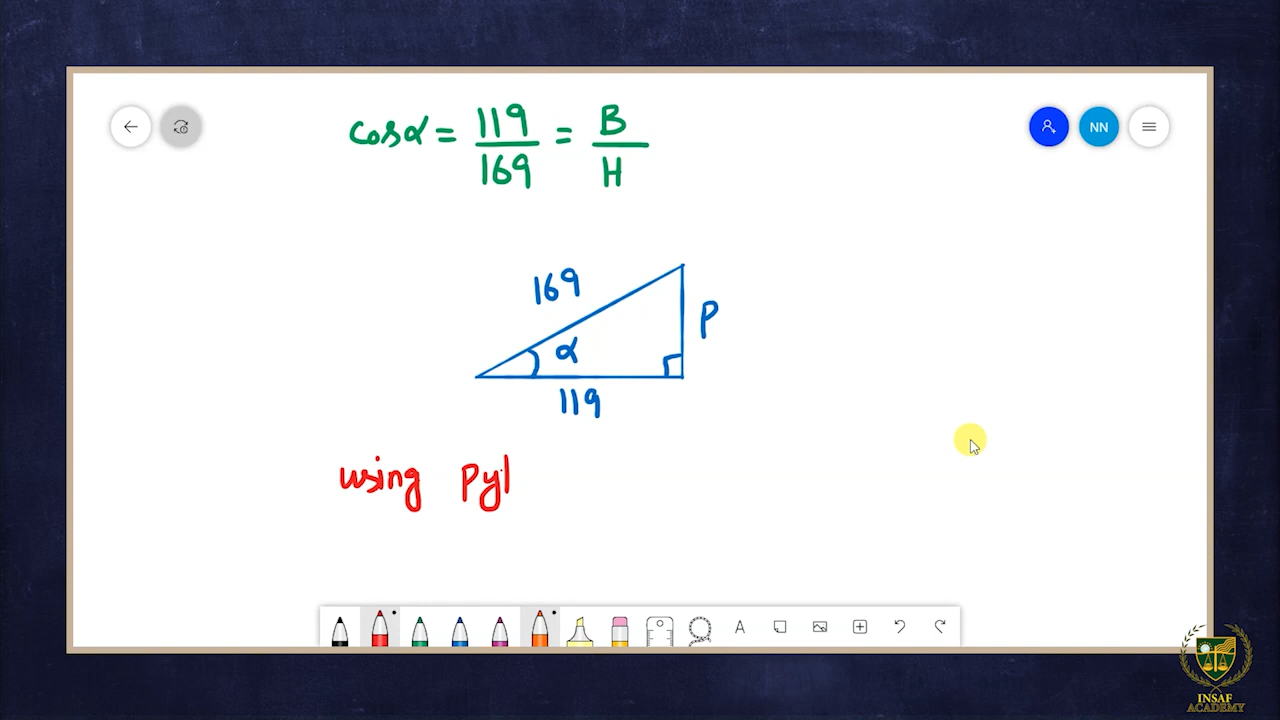 cosα = 119/169 = B/H
NN
169
α
P
119
using Pyt
A
INSAF
ACADEMY